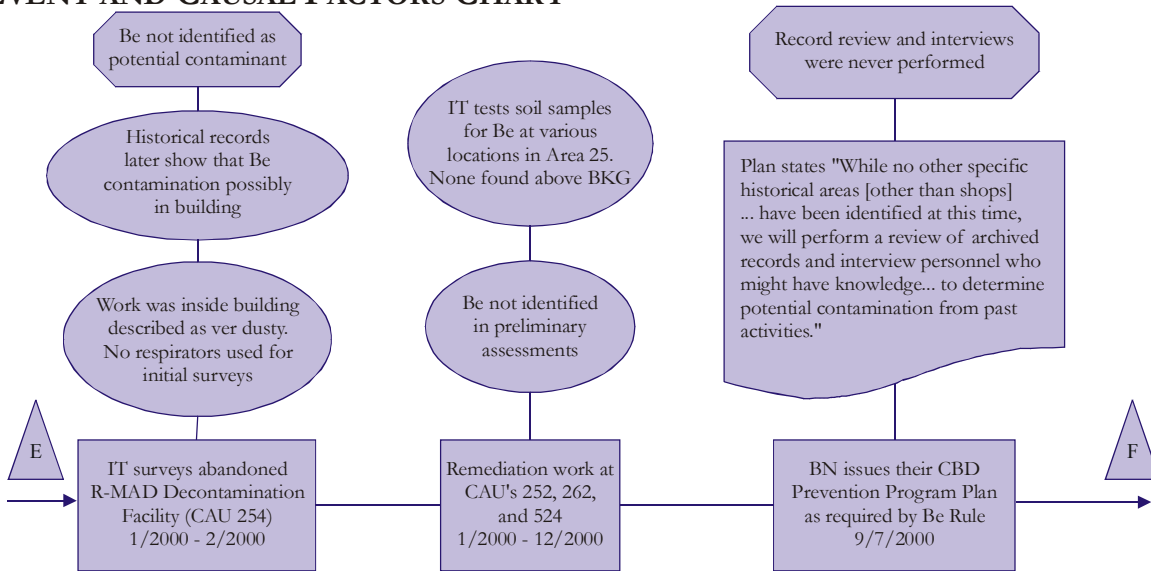 EVENT AND CAUSAL FACTORS CHART
Be not identified as
potential contaminant
Historical records
later show that Be
contamination possibly
in building
Work was inside building
described as ver dusty.
No respirators used for
initial surveys
E
IT surveys abandoned
R-MAD Decontamination
Facility (CAU 254)
1/2000 - 2/2000
IT tests soil samples
for Be at various
locations in Area 25.
None found above BKG
Be not identified
in preliminary
assessments
Remediation work at
CAU's 252, 262,
and 524
1/2000 - 12/2000
Record review and interviews
were never performed
Plan states "While no other specific
historical areas [other than shops]
... have been identified at this time,
we will perform a review of archived
records and interview personnel who
might have knowledge... to determine
potential contamination from past
activities."
BN issues their CBD
Prevention Program Plan
as required by Be Rule
9/7/2000
F